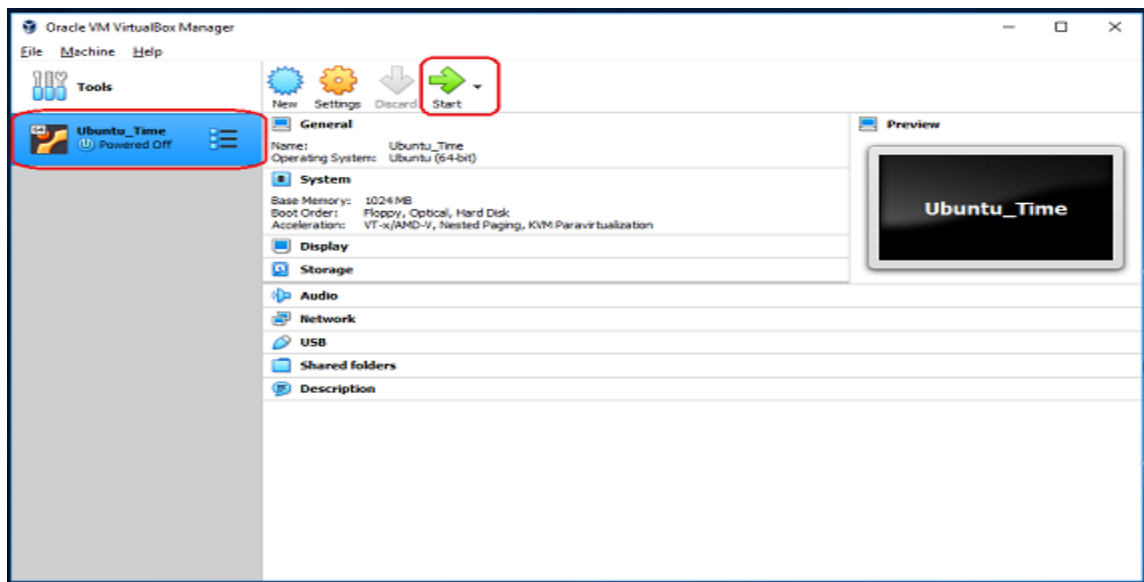 Oracle VM VirtualBox Manager
File Machine Help
Tools
New Settings Discard Start
64
Ubuntu_Time
Powered Off
General
Name: Ubuntu_Time
Operating System: Ubuntu (64-bit)
System
Base Memory: 1024 MB
Boot Order: Floppy, Optical, Hard Disk
Acceleration: VT-x/AMD-V, Nested Paging, KVM Paravirtualization
Display
Storage
Audio
Network
USB
Shared folders
Description
Preview
Ubuntu_Time